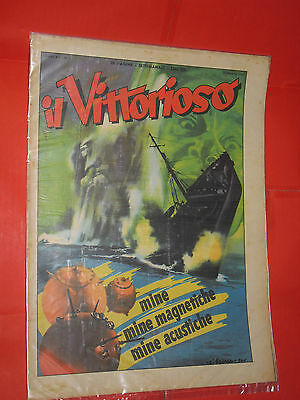 il Vittorioso
mine
mine magnetiche
mine acustiche